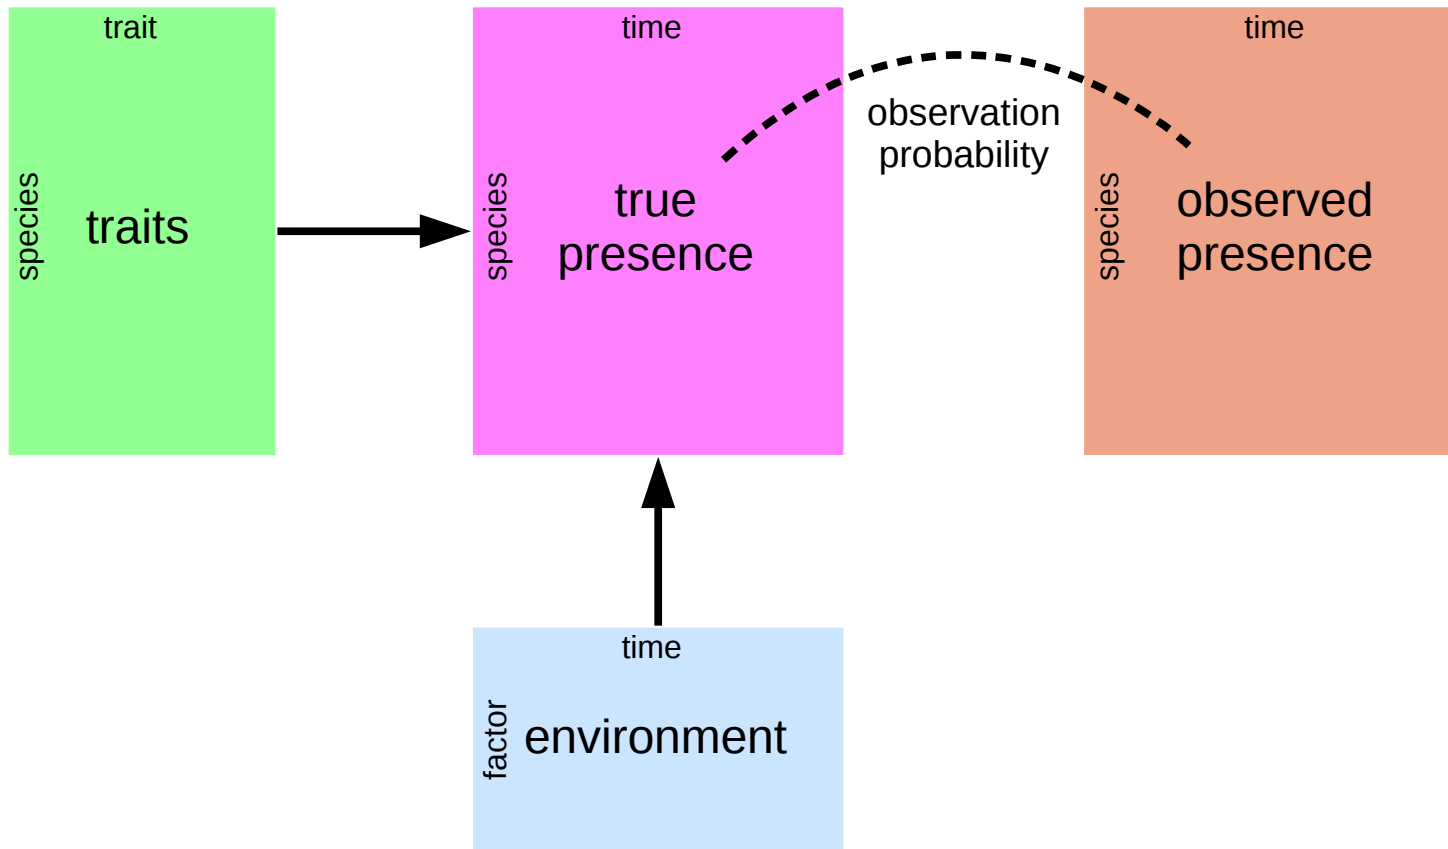 trait
species
traits
time
species
true
presence
observation
probability
time
species
observed
presence
time
factor
environment